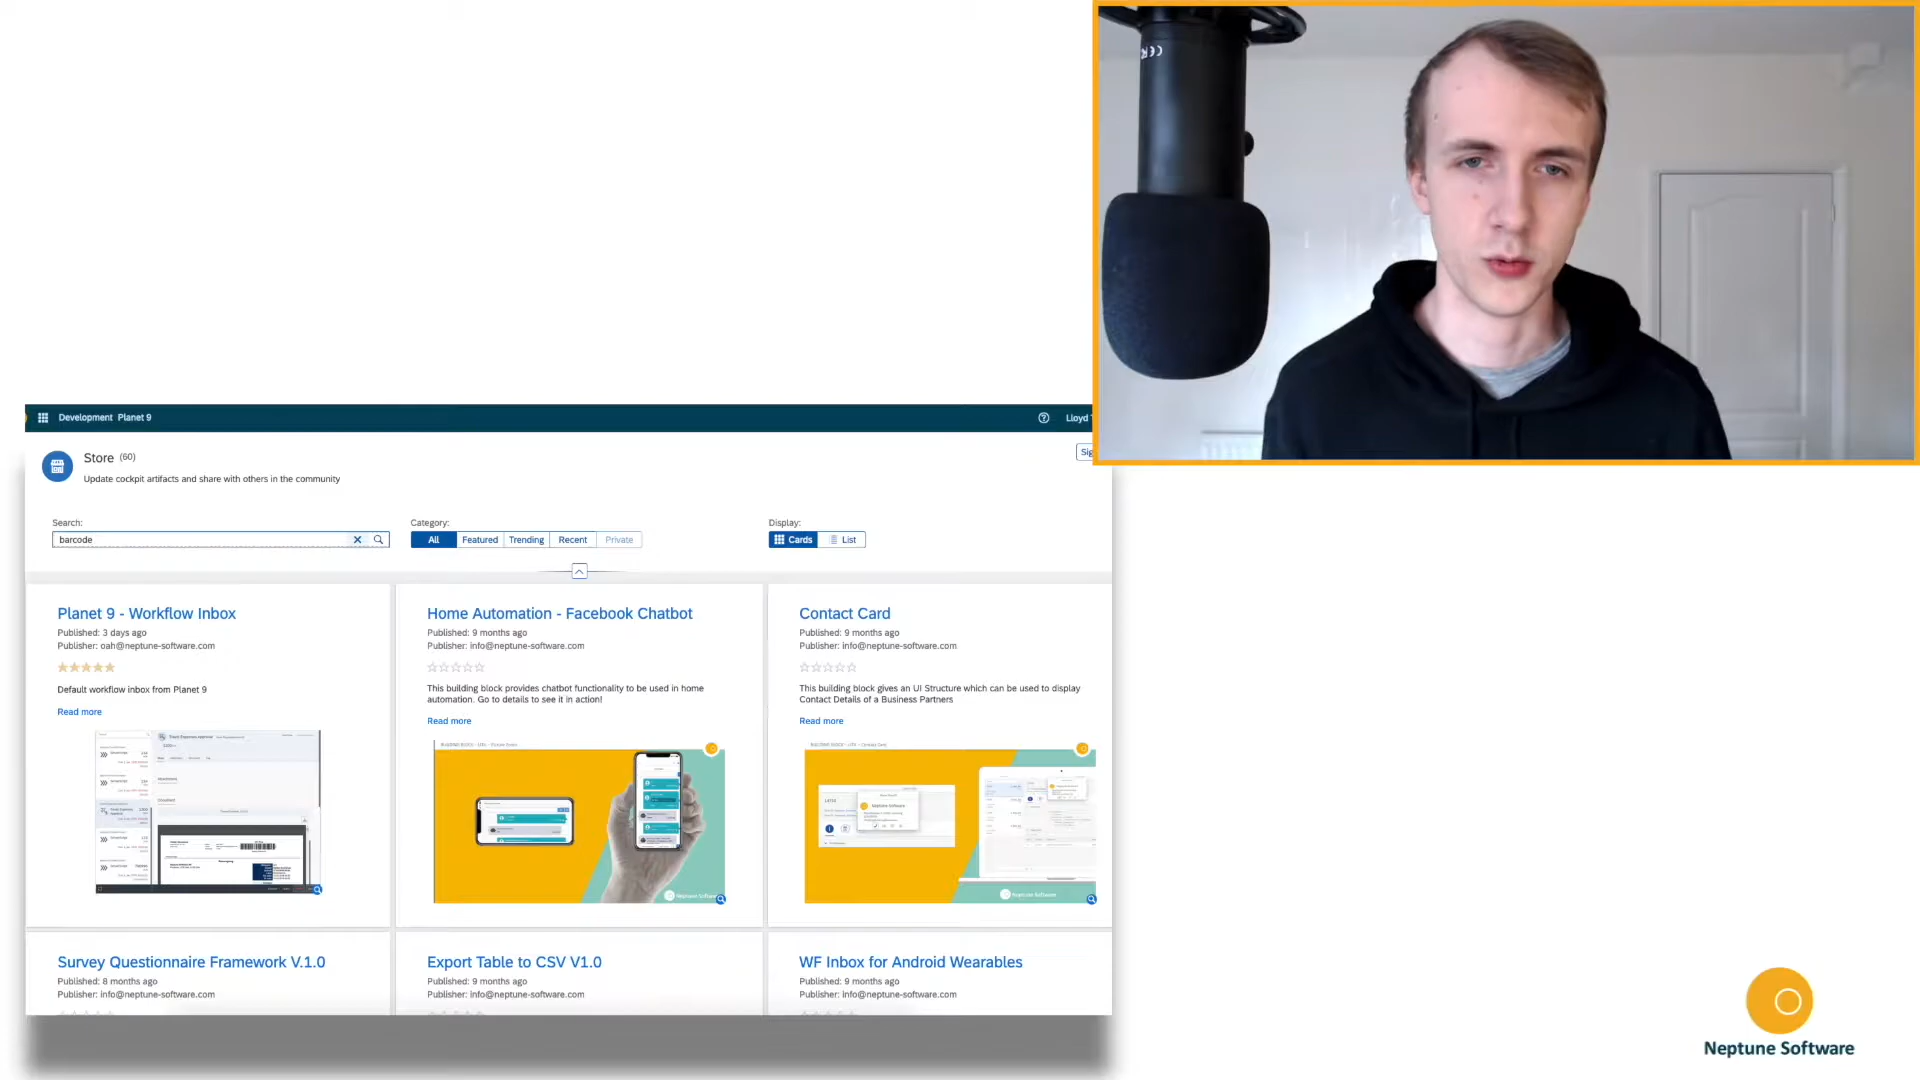 Development Planet 9
Lloyd
Store (60)
Update cockpit artifacts and share with others in the community
Sig
Search:
barcode
Category:
All Featured Trending Recent Private
Display:
Cards List
Planet 9 - Workflow Inbox
Published: 3 days ago
Publisher: oah@neptune-software.com
Default workflow inbox from Planet 9
Read more
Home Automation - Facebook Chatbot
Published: 9 months ago
Publisher: info@neptune-software.com
This building block provides chatbot functionality to be used in home
automation. Go to details to see it in action!
Read more
Neptune Software
Contact Card
Published: 9 months ago
Publisher: info@neptune-software.com
This building block gives an UI Structure which can be used to display
Contact Details of a Business Partners
Read more
Neptune Software
Neptune Software
Survey Questionnaire Framework V.1.0
Published: 8 months ago
Publisher: info@neptune-software.com
Export Table to CSV V1.0
Published: 9 months ago
Publisher: info@neptune-software.com
WF Inbox for Android Wearables
Published: 9 months ago
Publisher: info@neptune-software.com
Neptune Software